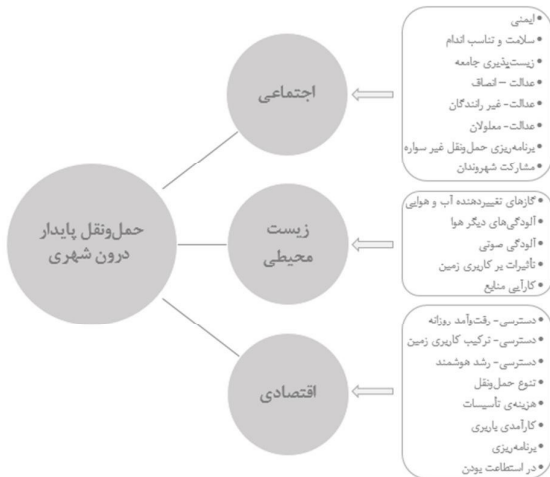 حمل‌ونقل پایدار
درون شهری
اجتماعی
• ایمنی
• سلامت و تناسب اندام
• زیست‌پذیری جامعه
• عدالت – انصاف
• عدالت- غیر رانندگان
• عدالت- معلولان
• برنامه‌ریزی حمل‌ونقل غیر سواره
• مشارکت شهروندان
زیست
محیطی
• گازهای تغییردهنده آب و هوایی
• آلودگی‌های دیگر هوا
• آلودگی صوتی
• تأثیرات بر کاربری زمین
• کارآیی منابع
اقتصادی
• دسترسی- رفت‌وآمد روزانه
• دسترسی- ترکیب کاربری زمین
• دسترسی- رشد هوشمند
• تنوع حمل‌ونقل
• هزینه‌ی تأسیسات
• کارآمدی باربری
• برنامه‌ریزی
• در استطاعت بودن